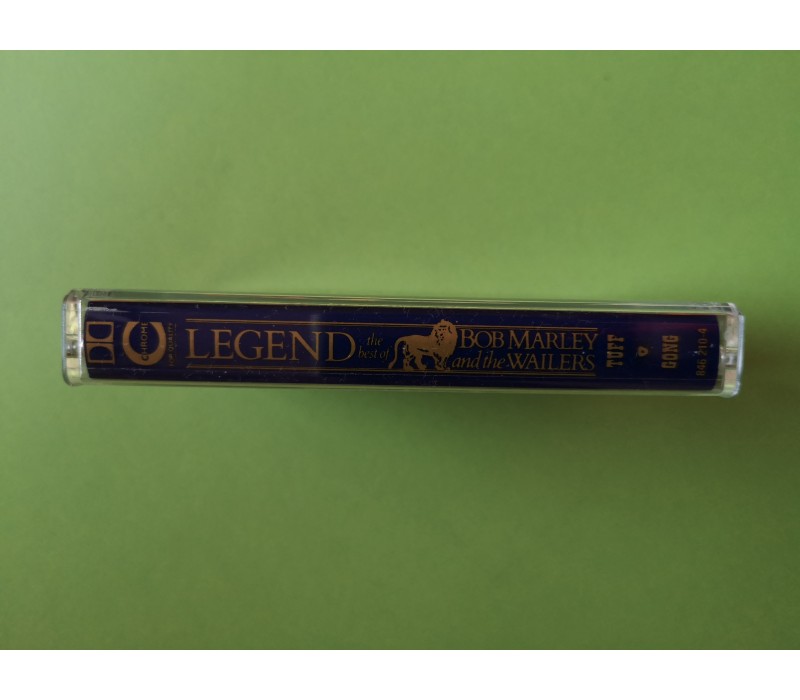 CHROME
LEGEND
the
best of
BOB MARLEY
and the WAILERS
TUFF
GONG
846 210-4